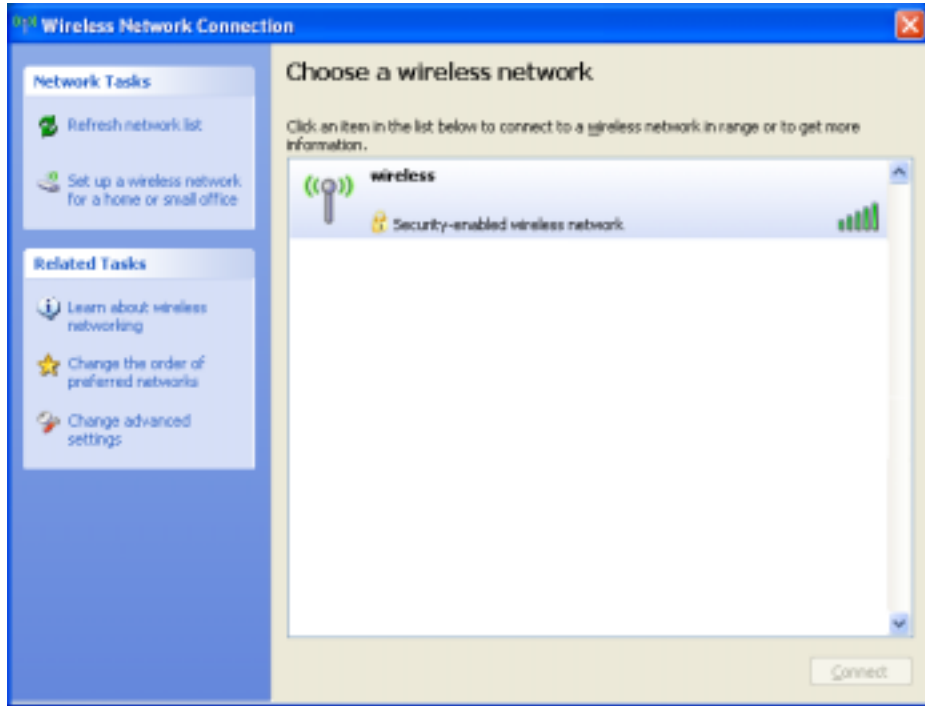 Wireless Network Connection
Network Tasks
Refresh network list
Set up a wireless network
for a home or small office
Related Tasks
Learn about wireless
networking
Change the order of
preferred networks
Change advanced
settings
Choose a wireless network
Click an item in the list below to connect to a wireless network in range or to get more
information.
wireless
Security-enabled wireless network
Connect